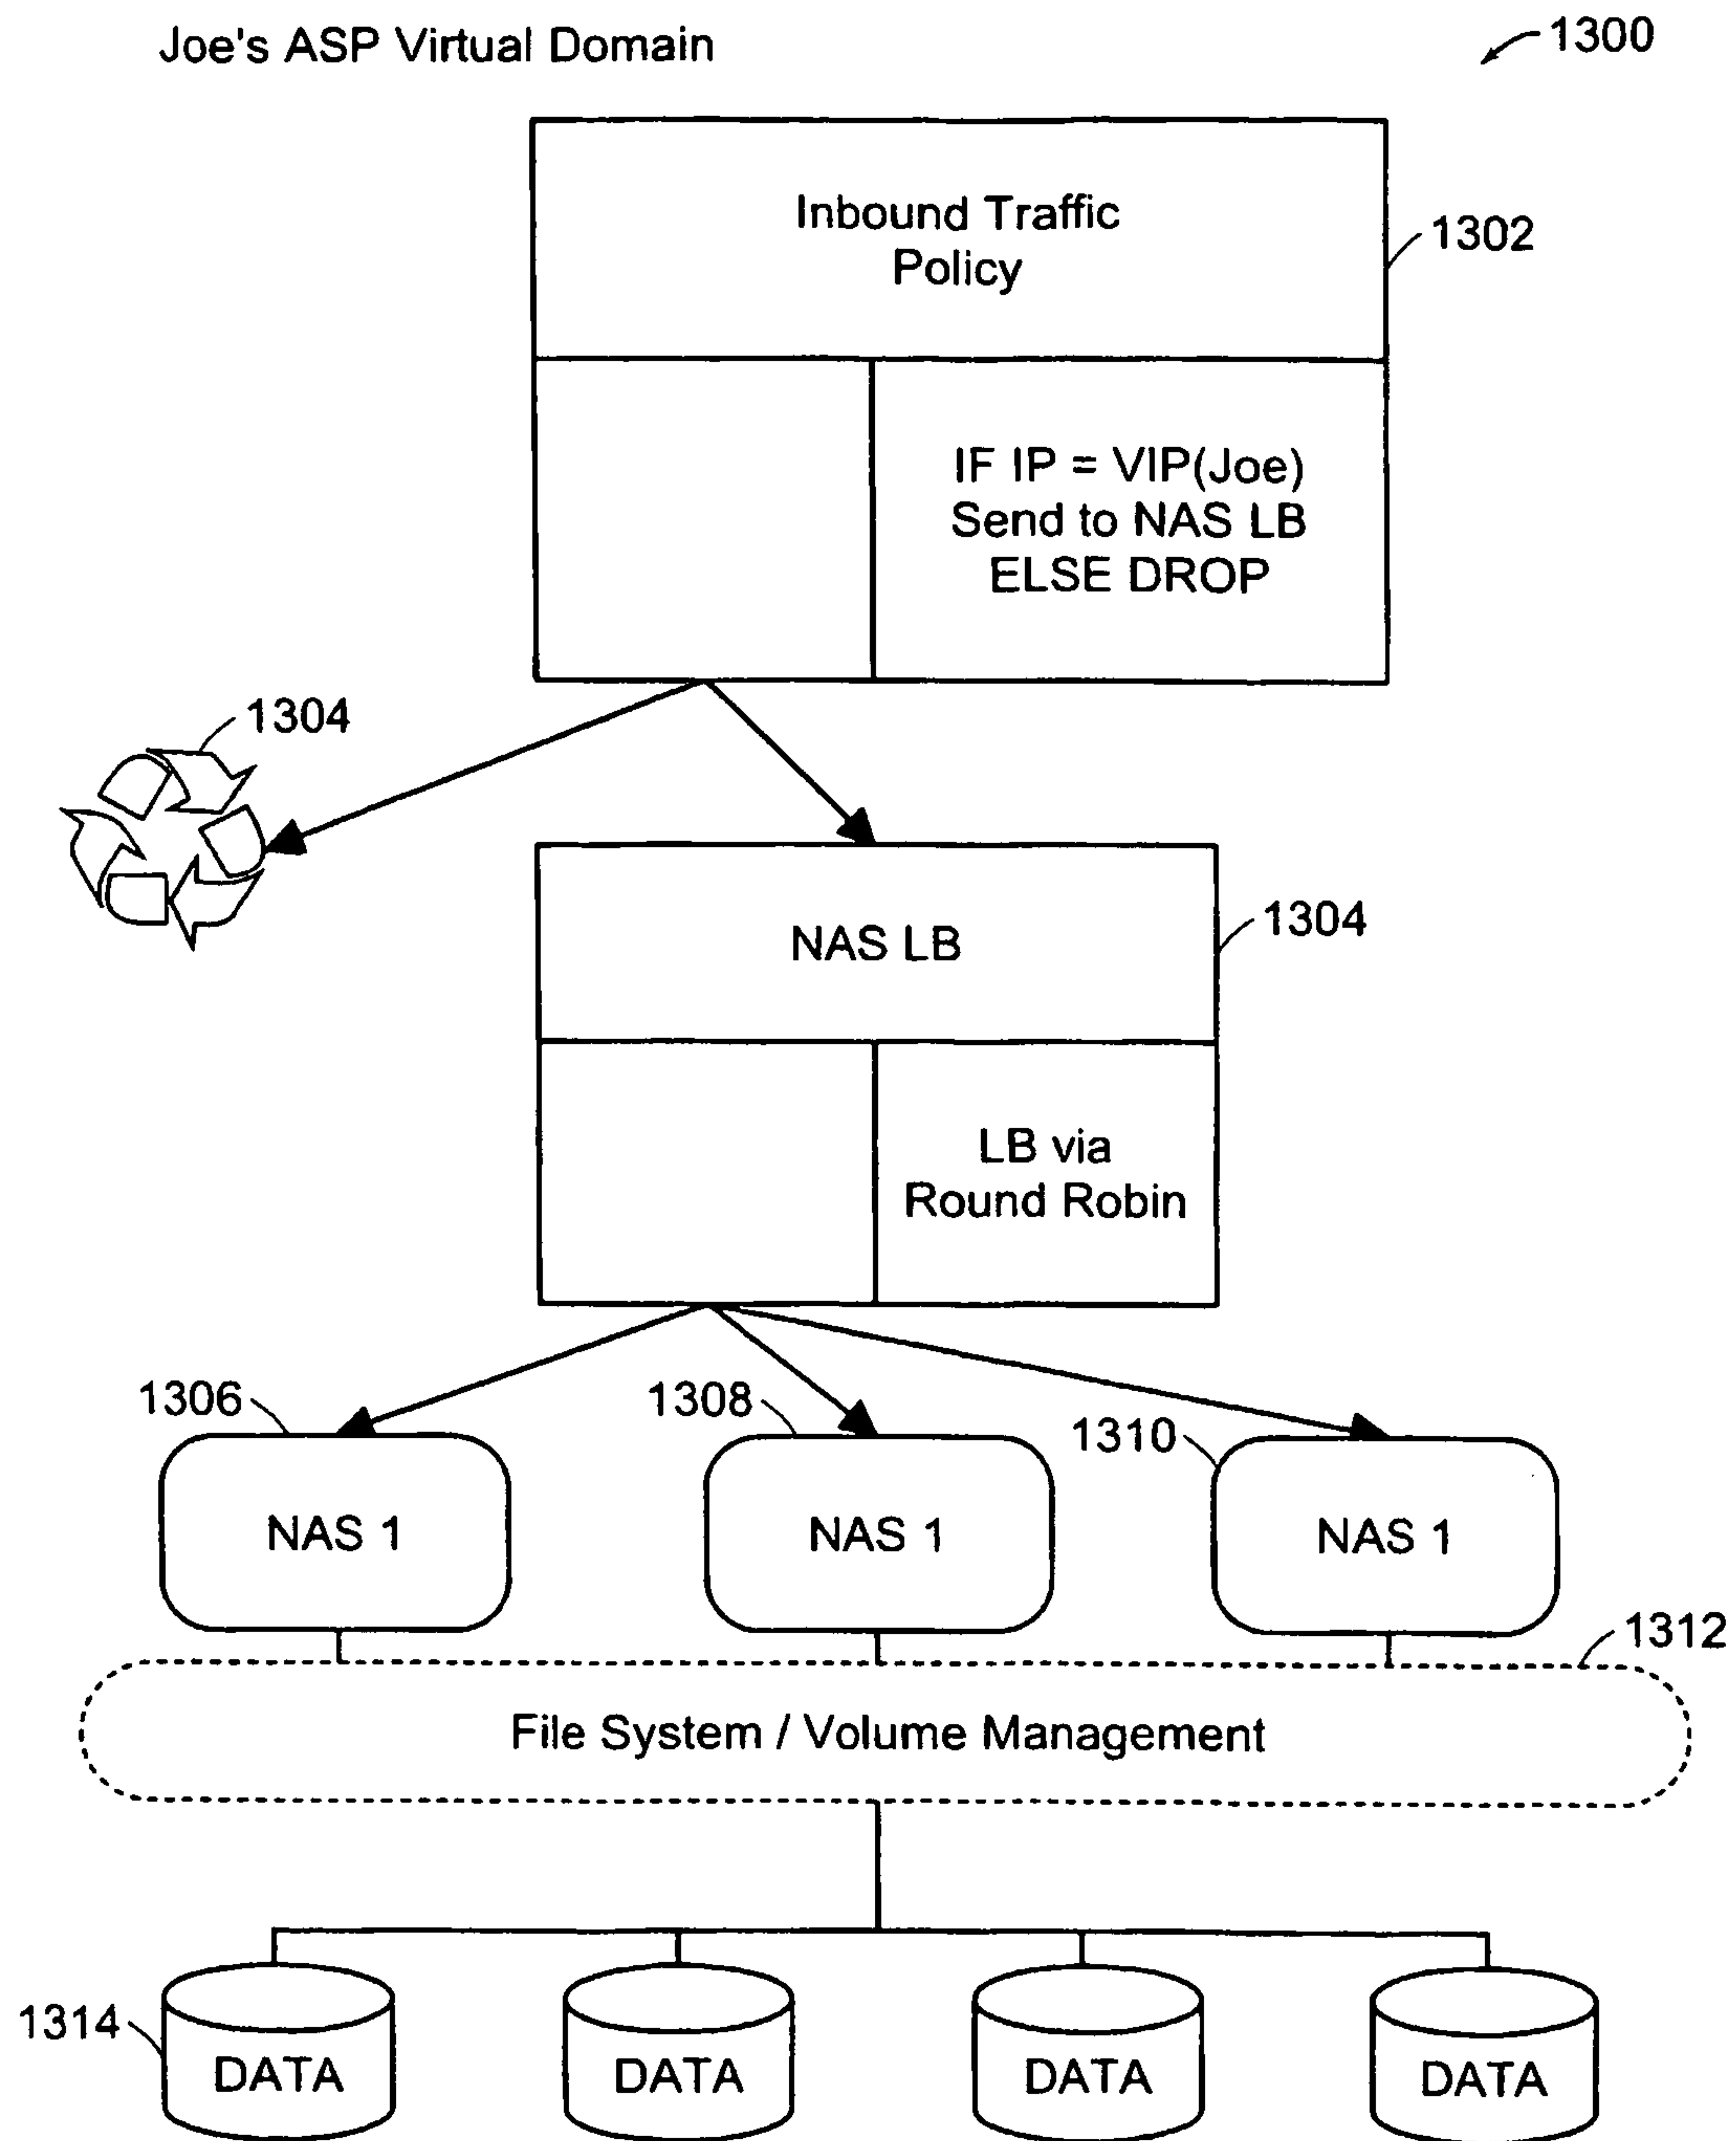 Joe's ASP Virtual Domain
1300
Inbound Traffic
Policy
1302
IF IP = VIP(Joe)
Send to NAS LB
ELSE DROP
1304
NAS LB
1304
LB via
Round Robin
1306
1308
1310
NAS 1
NAS 1
NAS 1
1312
File System / Volume Management
1314
DATA
DATA
DATA
DATA